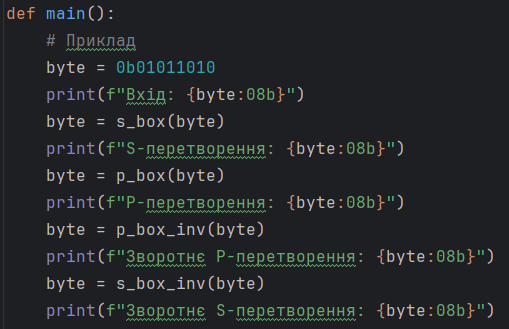 def main():
    # Приклад
    byte = 0b01011010
    print(f"Вхід: {byte:08b}")
    byte = s_box(byte)
    print(f"S-перетворення: {byte:08b}")
    byte = p_box(byte)
    print(f"P-перетворення: {byte:08b}")
    byte = p_box_inv(byte)
    print(f"Зворотнє P-перетворення: {byte:08b}")
    byte = s_box_inv(byte)
    print(f"Зворотнє S-перетворення: {byte:08b}")